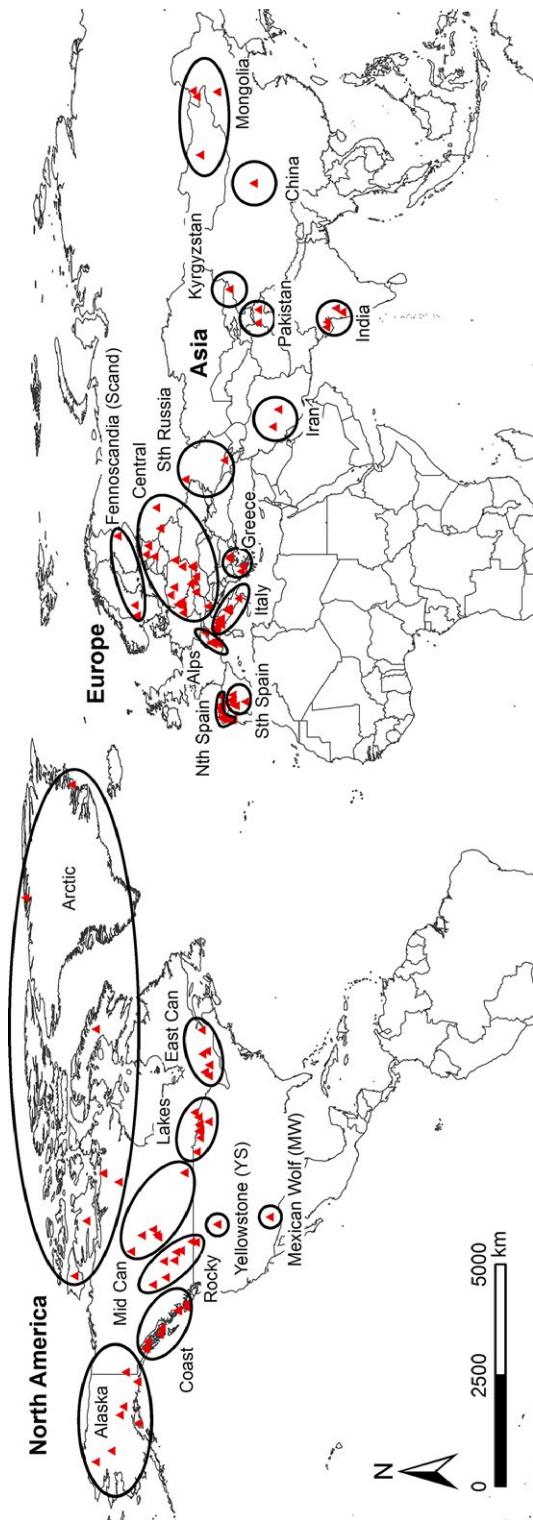 North America
Alaska
Coast
Mid Can
Rocky
Yellowstone (YS)
Mexican Wolf (MW)
Lakes
East Can
Arctic
Europe
Nth Spain
Sth Spain
Alps
Italy
Greece
Fennoscandia (Scand)
Central
Sth Russia
Asia
Iran
Kyrgyzstan
Pakistan
India
China
Mongolia
N
0
2500
5000
km